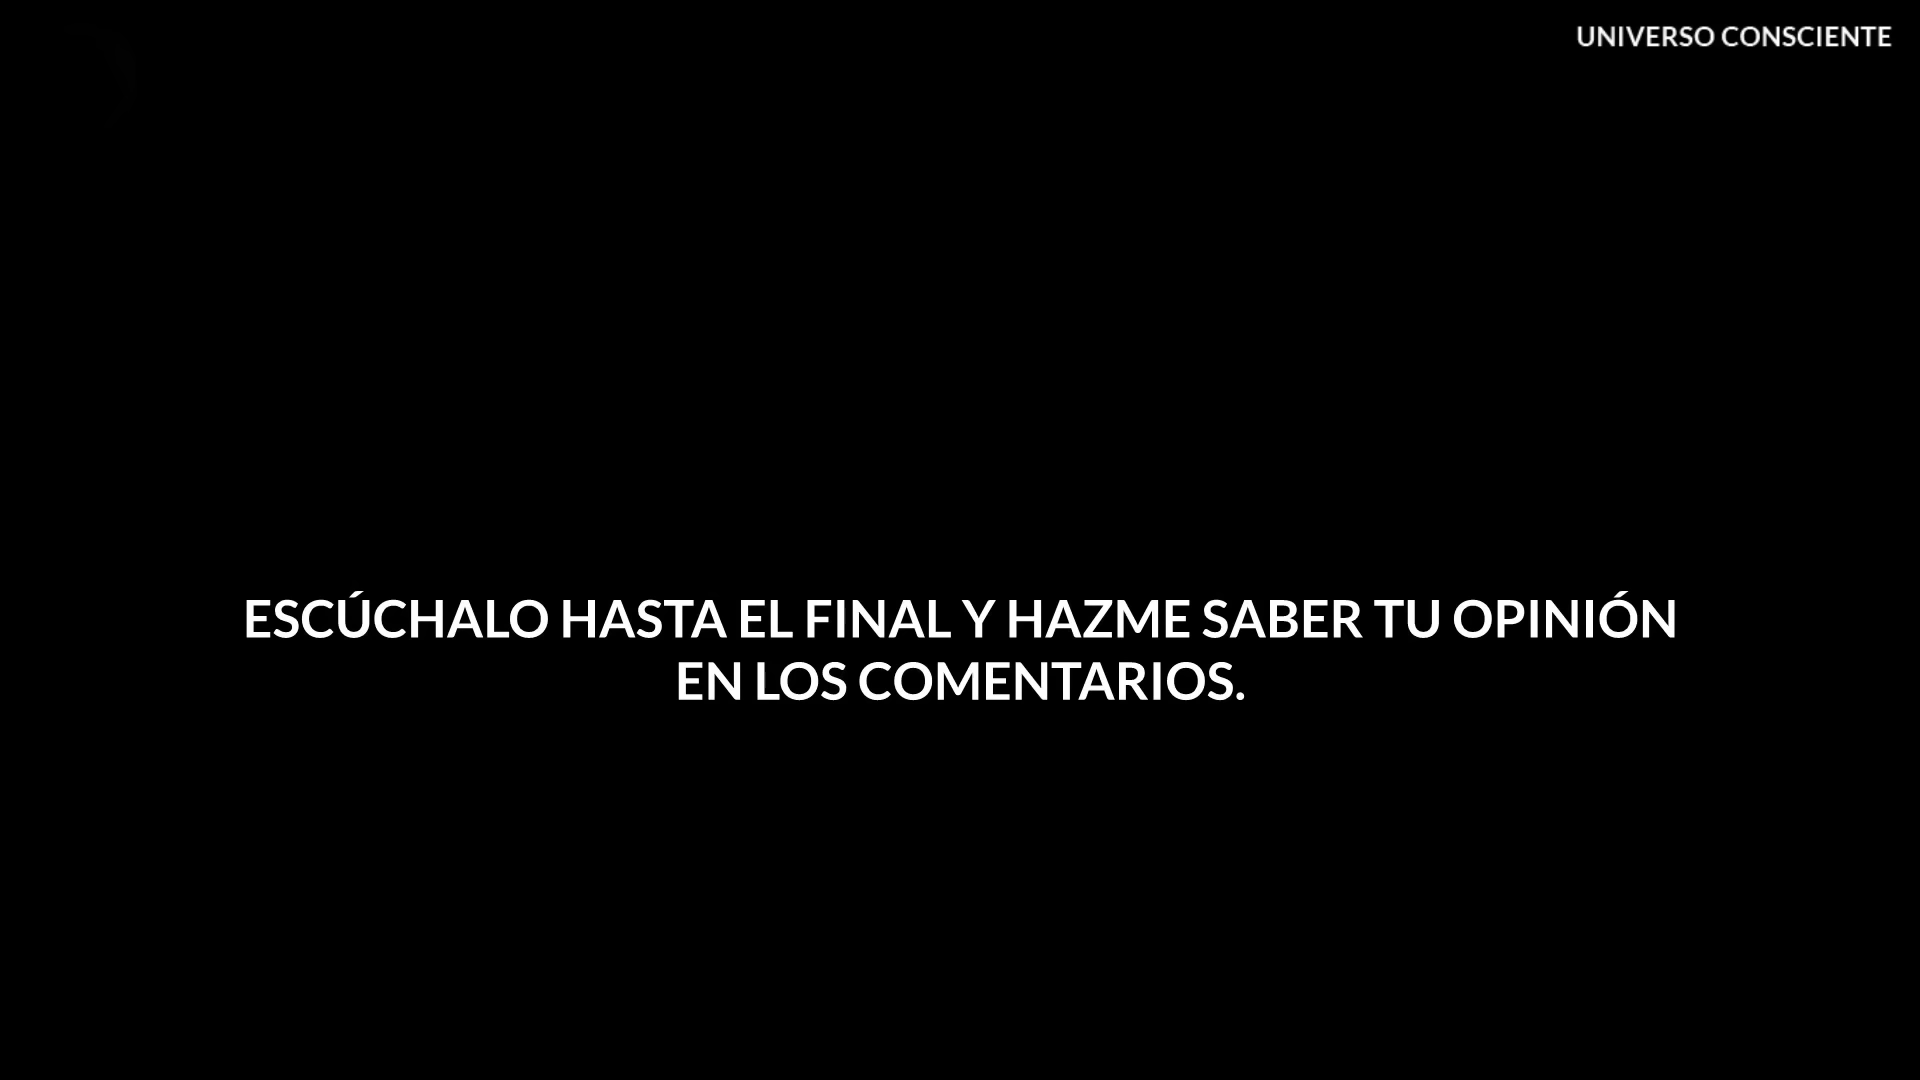 UNIVERSO CONSCIENTE
ESCÚCHALO HASTA EL FINAL Y HAZME SABER TU OPINIÓN
EN LOS COMENTARIOS.